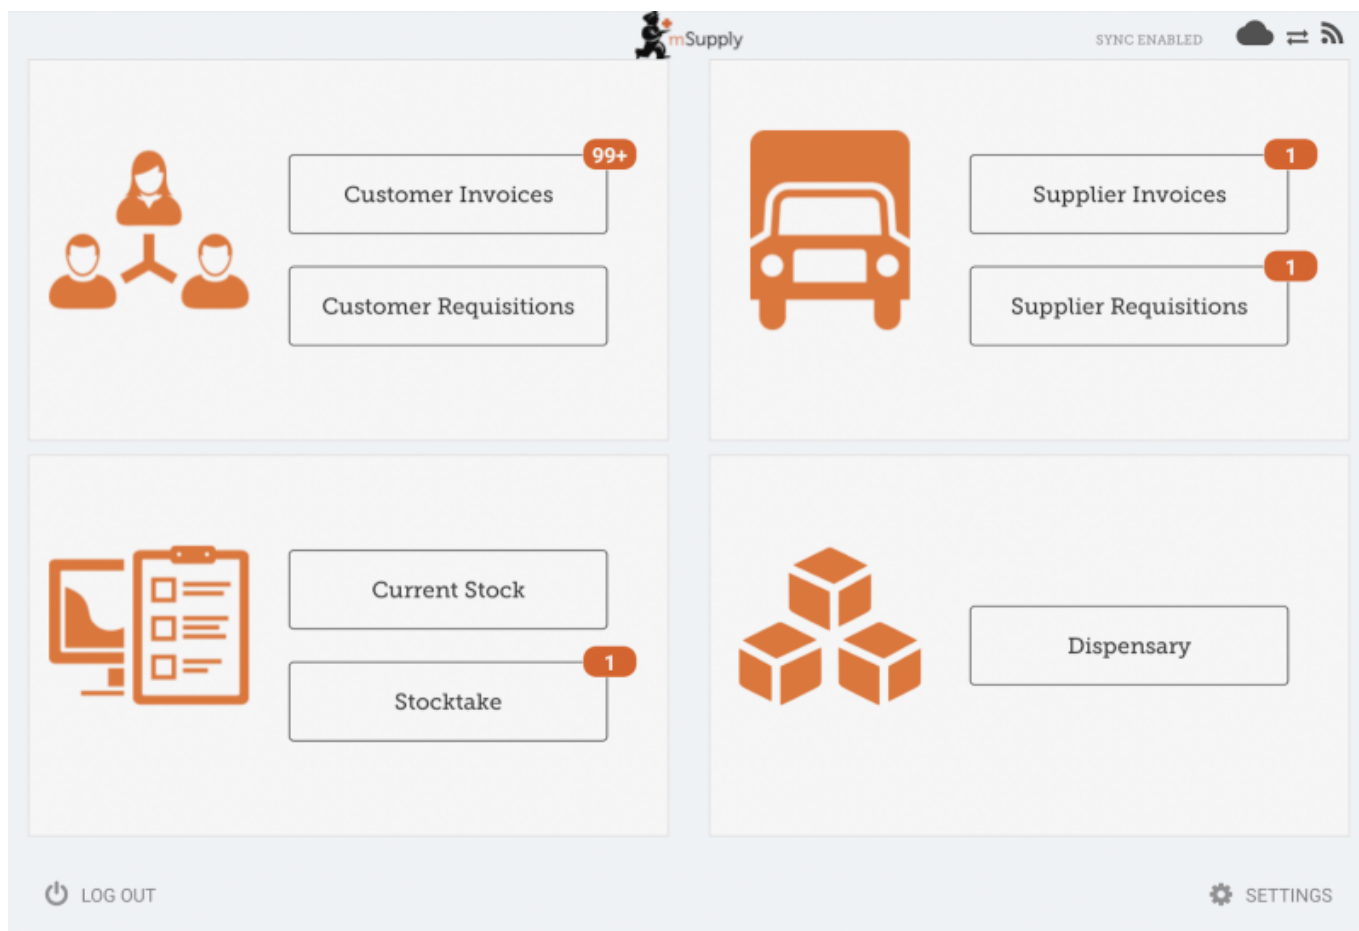 mSupply
SYNC ENABLED
99+
Customer Invoices
Customer Requisitions
1
Supplier Invoices
1
Supplier Requisitions
Current Stock
1
Stocktake
Dispensary
LOG OUT
SETTINGS